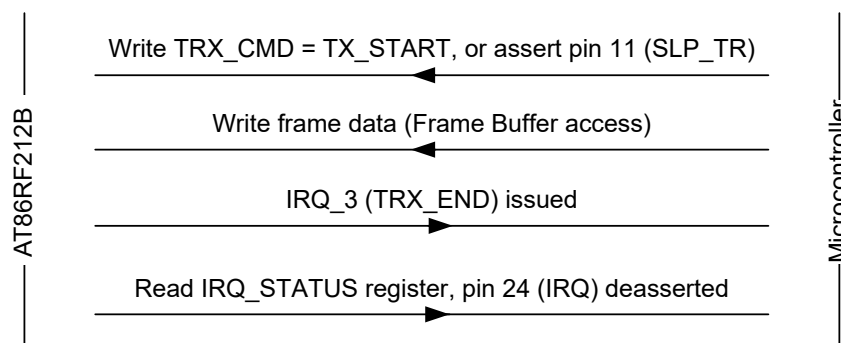 Write TRX_CMD = TX_START, or assert pin 11 (SLP_TR)
Write frame data (Frame Buffer access)
IRQ_3 (TRX_END) issued
Read IRQ_STATUS register, pin 24 (IRQ) deasserted
AT86RF212B
Microcontroller